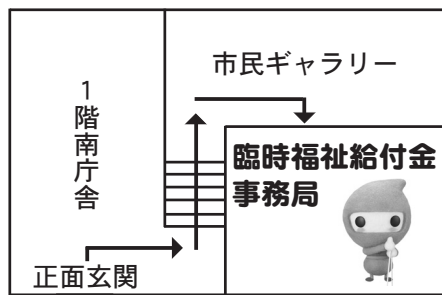 市民ギャラリー
1階南庁舎
臨時福祉給付金
事務局
正面玄関